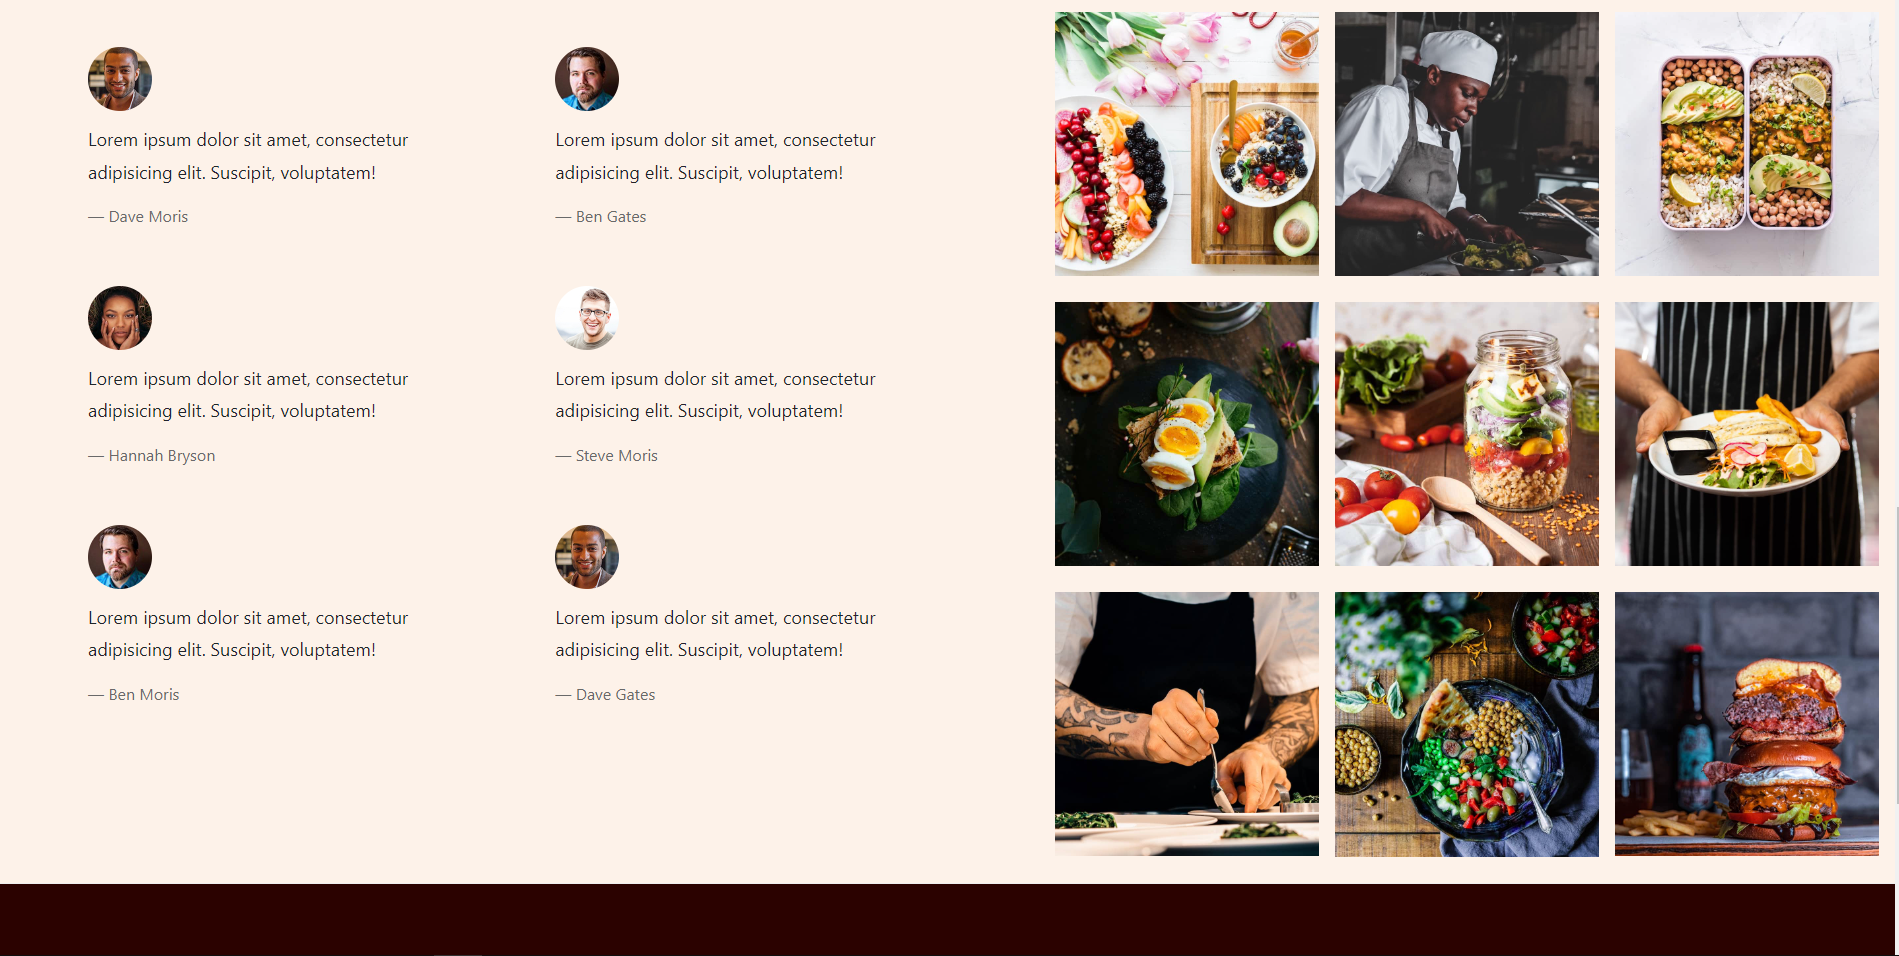 Lorem ipsum dolor sit amet, consectetur
adipisicing elit. Suscipit, voluptatem!
— Dave Moris
Lorem ipsum dolor sit amet, consectetur
adipisicing elit. Suscipit, voluptatem!
— Ben Gates
Lorem ipsum dolor sit amet, consectetur
adipisicing elit. Suscipit, voluptatem!
— Hannah Bryson
Lorem ipsum dolor sit amet, consectetur
adipisicing elit. Suscipit, voluptatem!
— Steve Moris
Lorem ipsum dolor sit amet, consectetur
adipisicing elit. Suscipit, voluptatem!
— Ben Moris
Lorem ipsum dolor sit amet, consectetur
adipisicing elit. Suscipit, voluptatem!
— Dave Gates